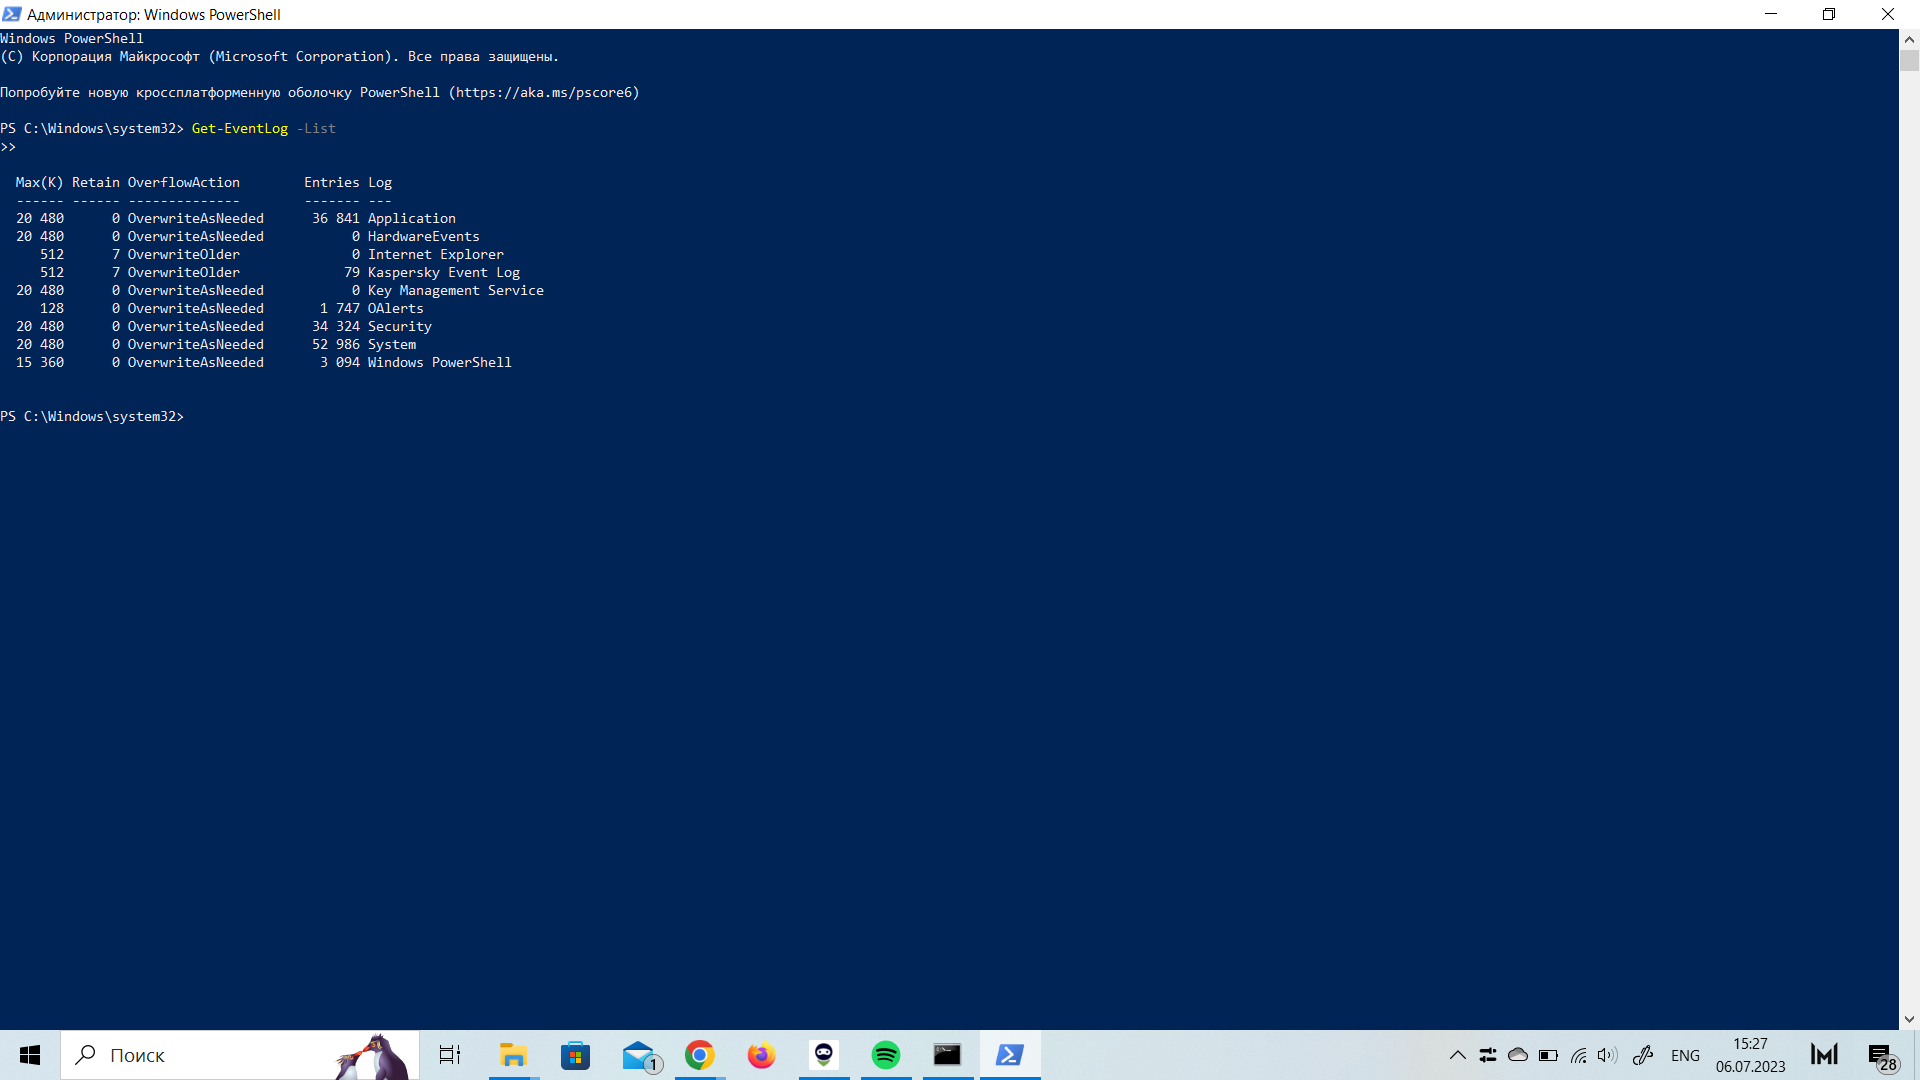 Администратор: Windows PowerShell
Windows PowerShell
(C) Корпорация Майкрософт (Microsoft Corporation). Все права защищены.
Попробуйте новую кроссплатформенную оболочку PowerShell (https://aka.ms/pscore6)
PS C:\Windows\system32> Get-EventLog -List
>>
Max(K) Retain OverflowAction Entries Log
------ ------ -------------- ------- ---
20 480 0 OverwriteAsNeeded 36 841 Application
20 480 0 OverwriteAsNeeded 0 HardwareEvents
512 7 OverwriteOlder 0 Internet Explorer
512 7 OverwriteOlder 79 Kaspersky Event Log
20 480 0 OverwriteAsNeeded 0 Key Management Service
128 0 OverwriteAsNeeded 1 747 OAlerts
20 480 0 OverwriteAsNeeded 34 324 Security
20 480 0 OverwriteAsNeeded 52 986 System
15 360 0 OverwriteAsNeeded 3 094 Windows PowerShell
PS C:\Windows\system32>
Поиск
1
ENG
15:27
06.07.2023
28